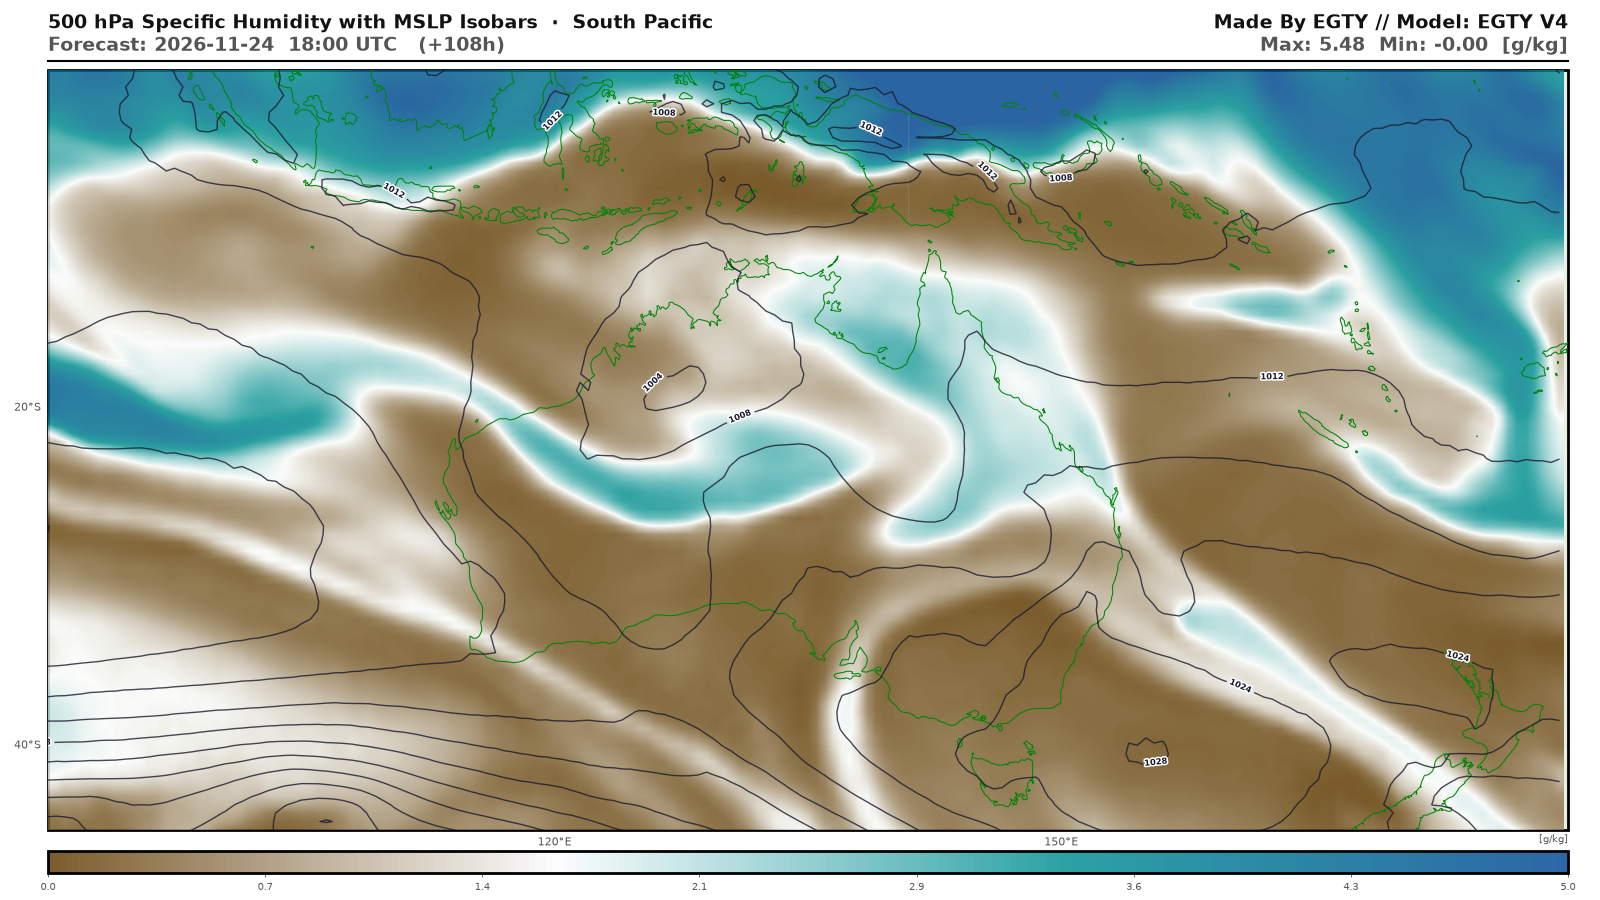 500 hPa Specific Humidity with MSLP Isobars · South Pacific
Made By EGTY // Model: EGTY V4
Forecast: 2026-11-24 18:00 UTC (+108h)
Max: 5.48 Min: -0.00 [g/kg]
1012
1008
1012
1012
1008
1012
1004
1012
20°S
1008
1024
1024
40°S
1028
120°E
150°E
[g/kg]
0.0
0.7
1.4
2.1
2.9
3.6
4.3
5.0